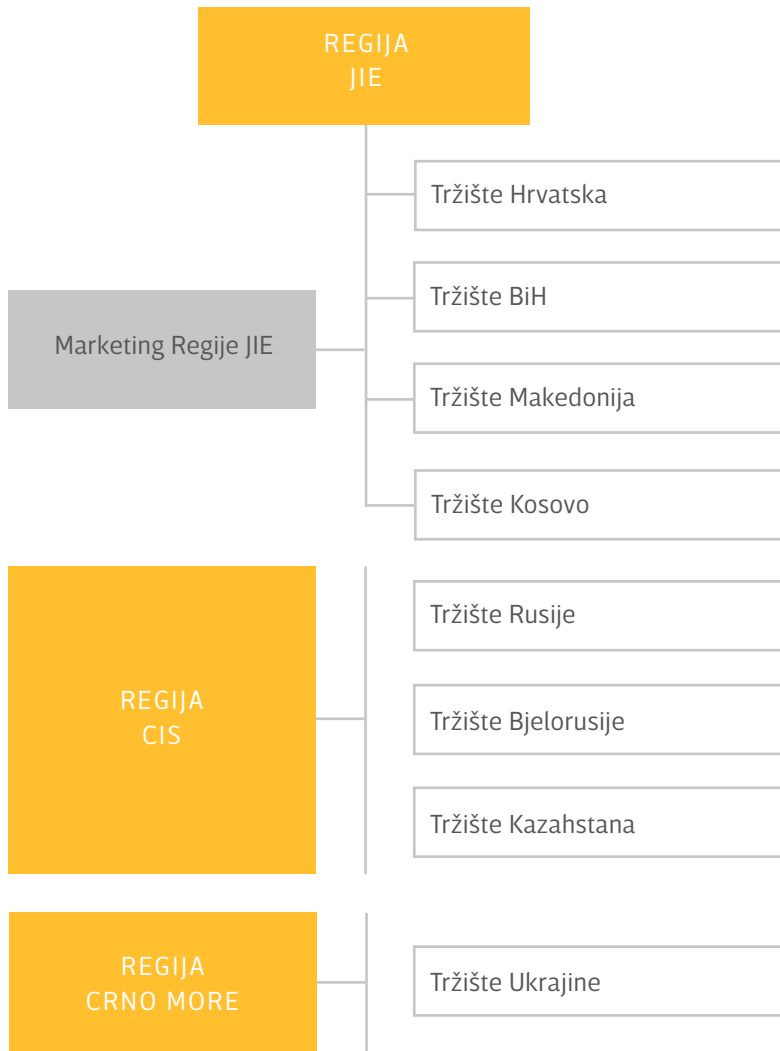 REGIJA
JIE
Tržište Hrvatska
Tržište BiH
Marketing Regije JIE
Tržište Makedonija
Tržište Kosovo
REGIJA
CIS
Tržište Rusije
Tržište Bjelorusije
Tržište Kazahstana
REGIJA
CRNO MORE
Tržište Ukrajine